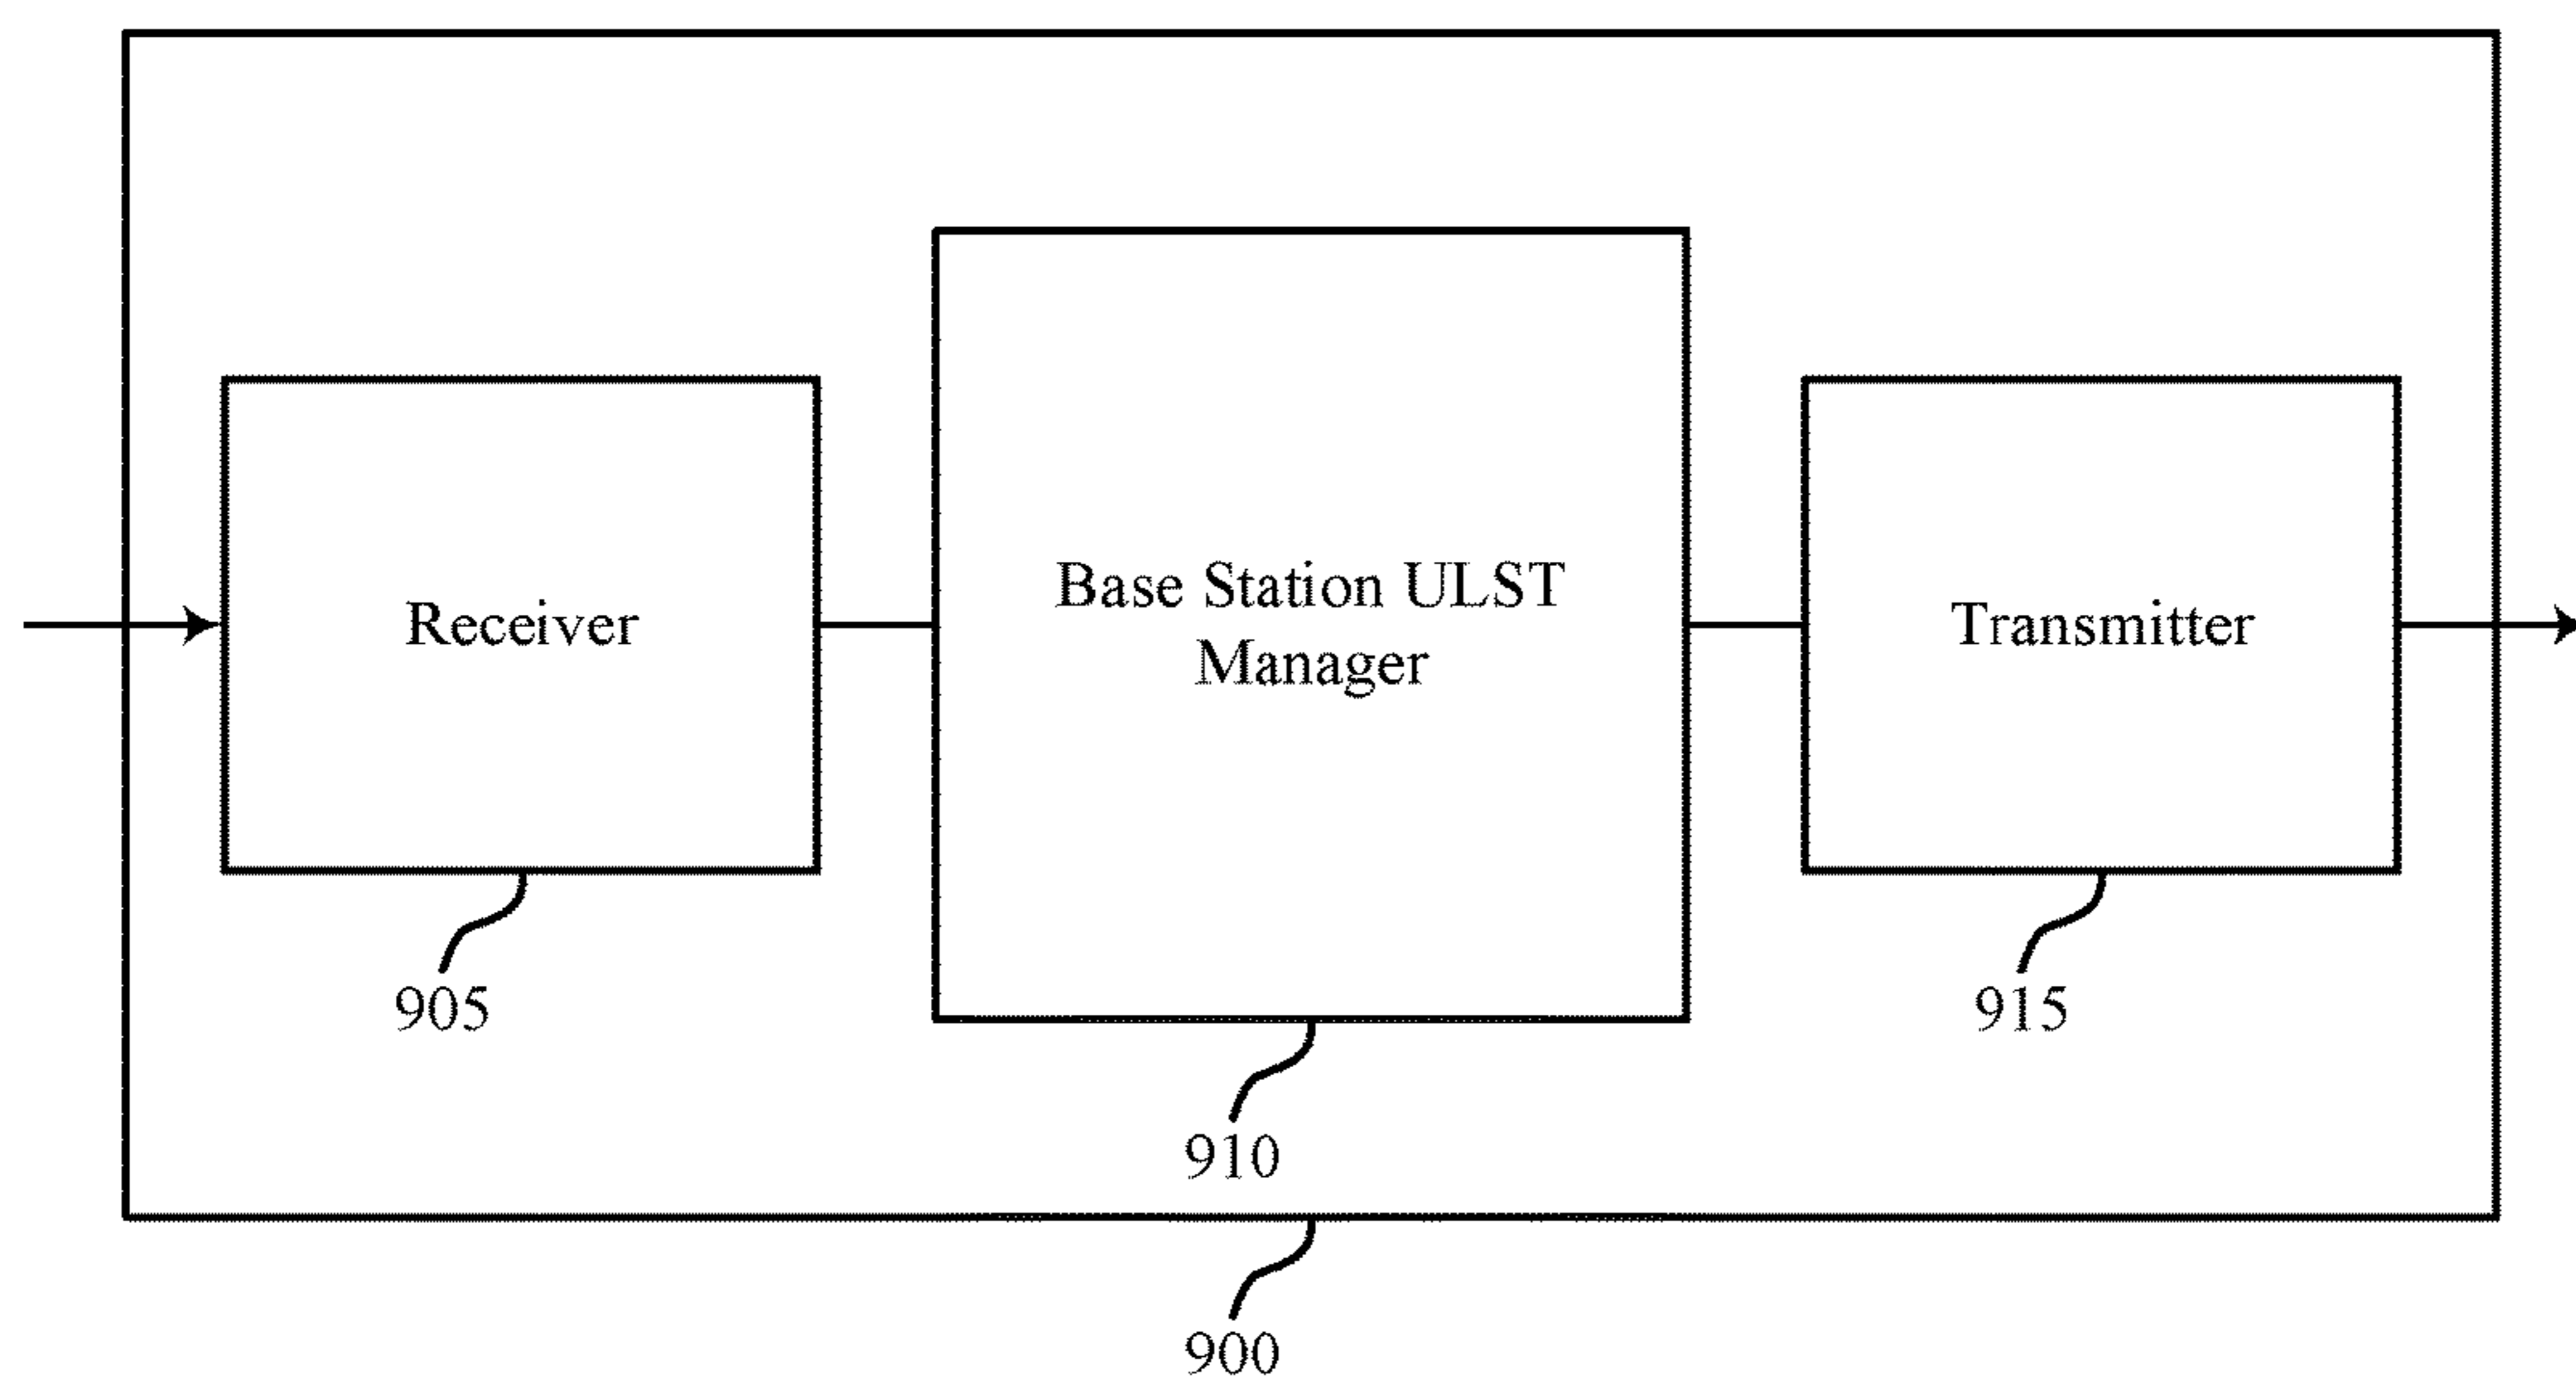 Receiver
Base Station ULST
Manager
Transmitter
905
915
910
900